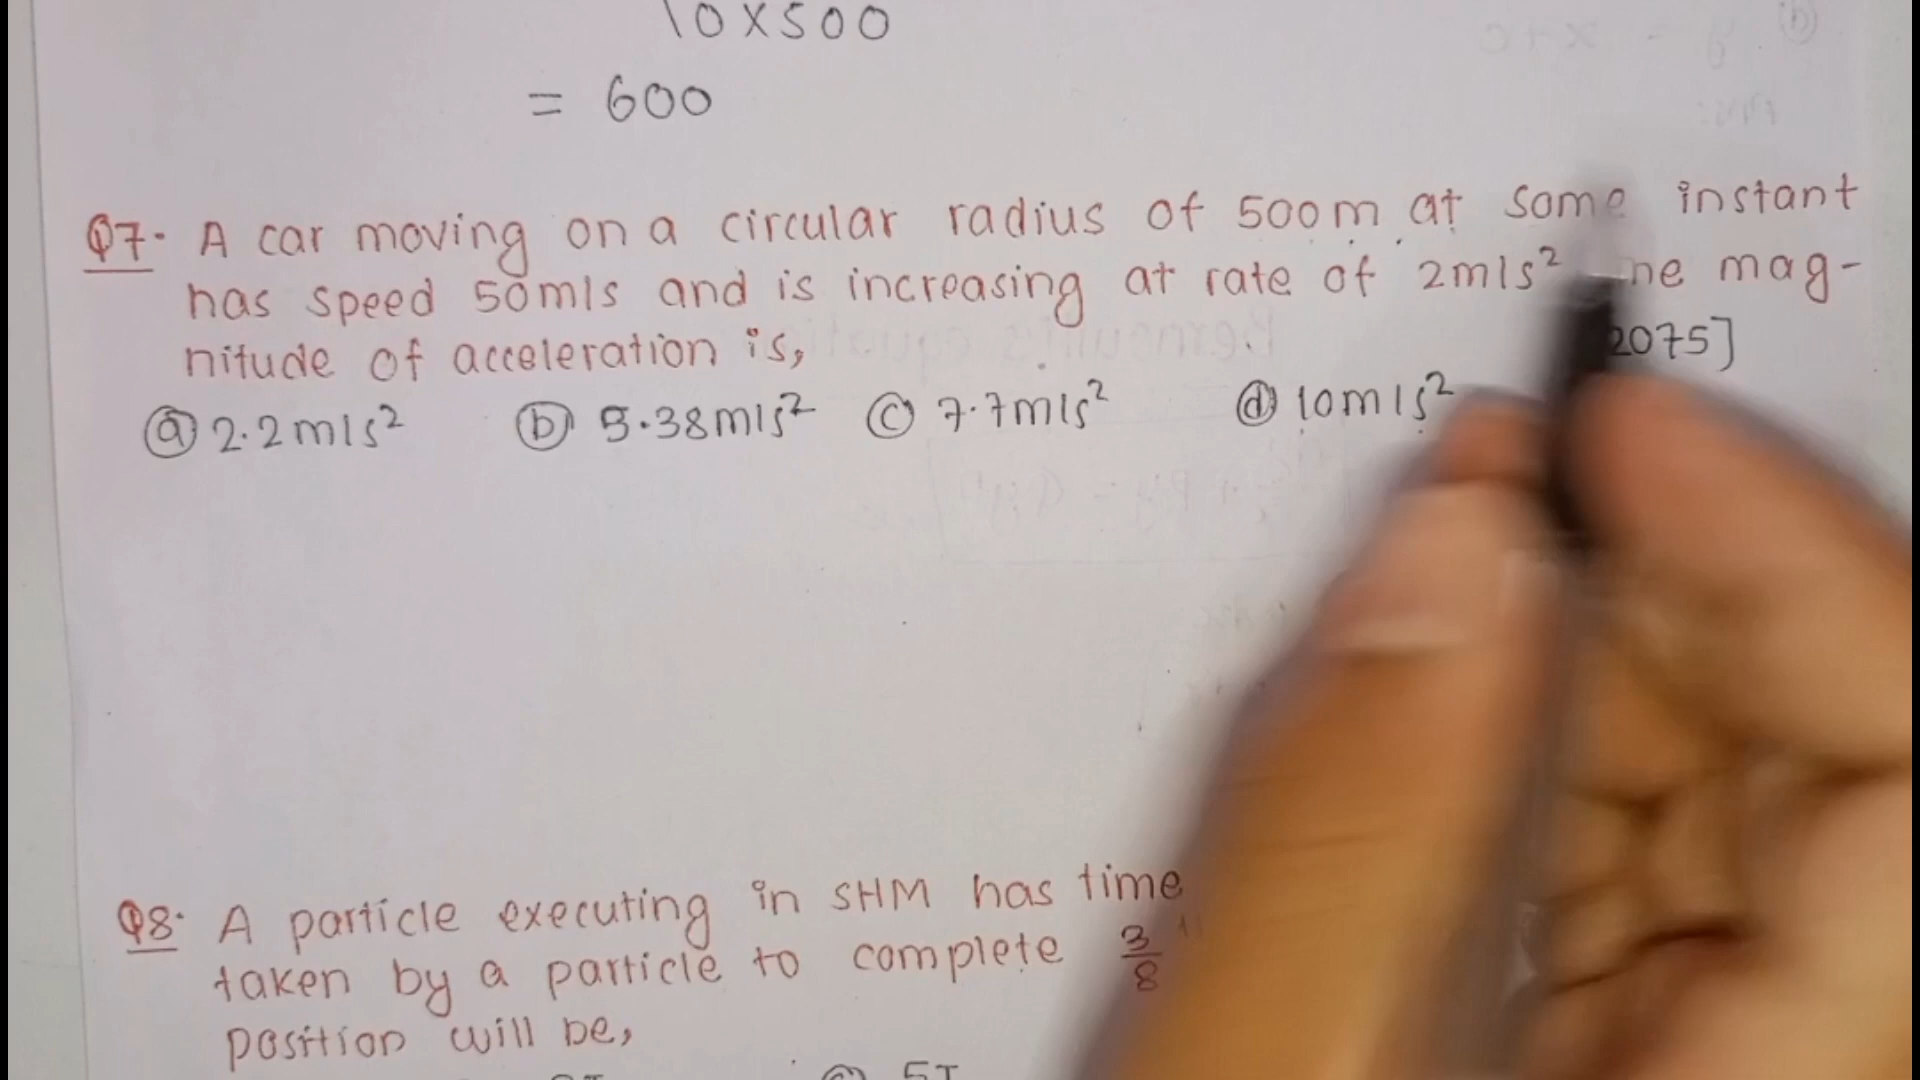 10×500
= 600
Q7. A car moving on a circular radius of 500m at some instant
has speed 50m/s and is increasing at rate of 2m/s² mag-
nitude of acceleration is,
2075]
ⓐ 2.2m/s² ⓑ 5.38m/s² ⓒ 7.7m/s² ⓓ 10m/s²
Q8. A particle executing in SHM has time
taken by a particle to complete 3/8
position will be,